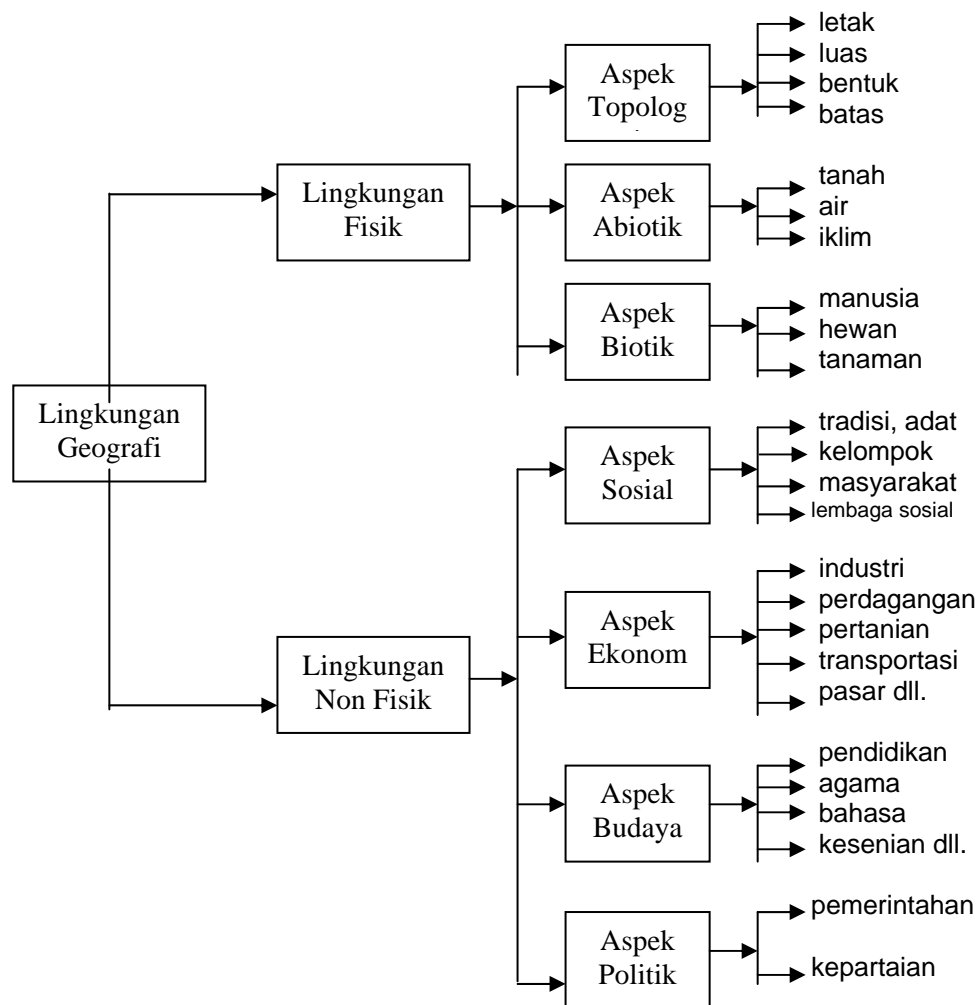 Lingkungan
Geografi
Lingkungan
Fisik
Aspek
Topolog
letak
luas
bentuk
batas
Aspek
Abiotik
tanah
air
iklim
Aspek
Biotik
manusia
hewan
tanaman
Lingkungan
Non Fisik
Aspek
Sosial
tradisi, adat
kelompok
masyarakat
lembaga sosial
Aspek
Ekonom
industri
perdagangan
pertanian
transportasi
pasar dll.
Aspek
Budaya
pendidikan
agama
bahasa
kesenian dll.
Aspek
Politik
pemerintahan
kepartaian